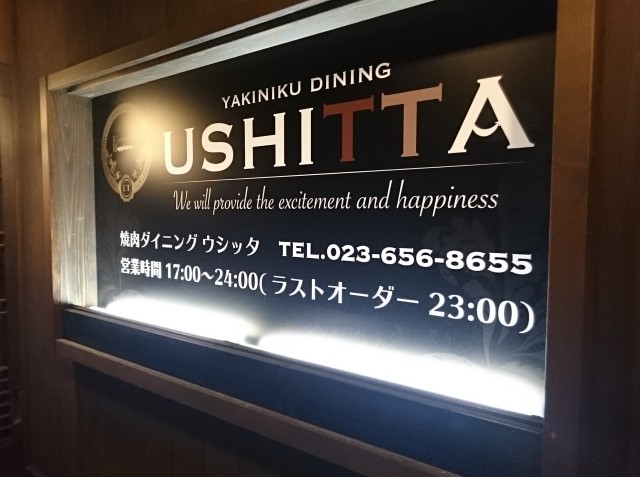 YAKINIKU DINING
USHITTA
We will provide the excitement and happiness
焼肉ダイニング ウシッタ TEL.023-656-8655
営業時間 17:00〜24:00( ラストオーダー 23:00)